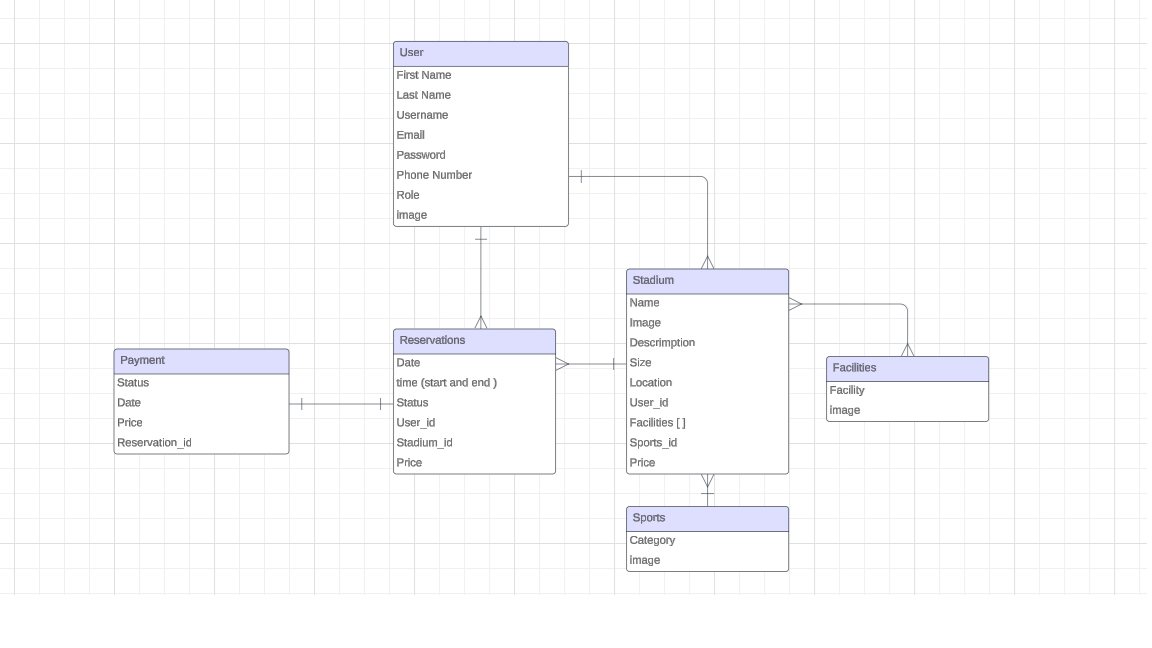 User
First Name
Last Name
Username
Email
Password
Phone Number
Role
image
Stadium
Name
Image
Descrimption
Size
Location
User_id
Facilities [ ]
Sports_id
Price
Reservations
Date
time (start and end )
Status
User_id
Stadium_id
Price
Payment
Status
Date
Price
Reservation_id
Facilities
Facility
image
Sports
Category
image